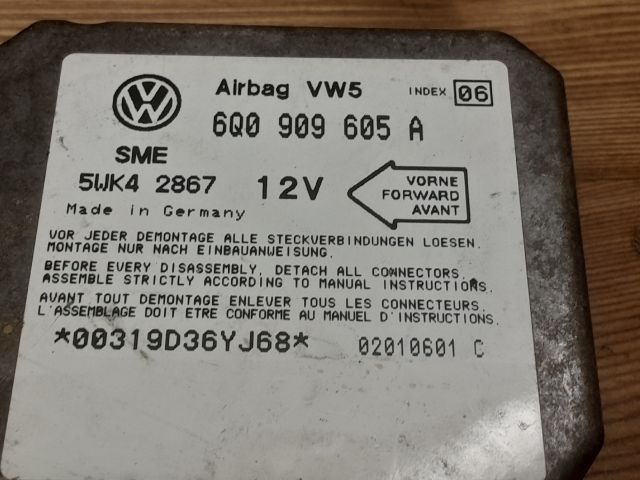 Airbag VW5 INDEX 06
6Q0 909 605 A
SME
5WK4 2867 12V
VORNE
FORWARD
AVANT
Made in Germany
VOR JEDER DEMONTAGE ALLE STECKVERBINDUNGEN LOESEN.
MONTAGE NUR NACH EINBAUANWEISUNG.
BEFORE EVERY DISASSEMBLY, DETACH ALL CONNECTORS.
ASSEMBLE STRICTLY ACCORDING TO MANUAL INSTRUCTIONS.
AVANT TOUT DEMONTAGE ENLEVER TOUS LES CONNECTEURS.
L'ASSEMBLAGE DOIT ETRE CONFORME AU MANUEL D'INSTRUCTIONS.
*00319D36YJ68* 02010601 C